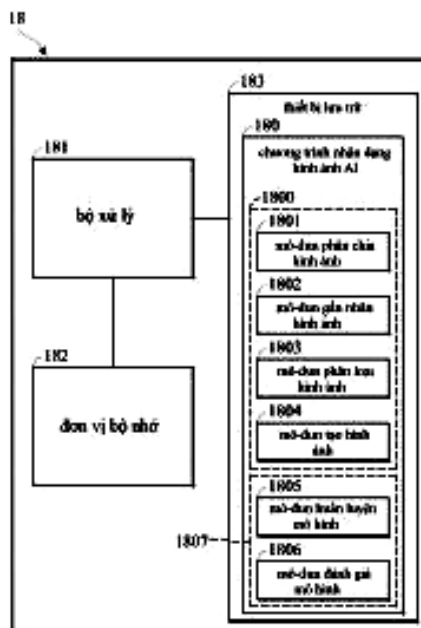 18
183
thiết bị lưu trữ
181
180
bộ xử lý
chương trình nhận dạng
hình ảnh AI
1800
1801
mô-đun phân chia
hình ảnh
1802
mô-đun gắn nhãn
hình ảnh
1803
mô-đun phân loại
hình ảnh
182
1804
đơn vị bộ nhớ
mô-đun tạo hình
ảnh
1805
mô-đun huấn luyện
mô hình
1807
1806
mô-đun đánh giá
mô hình